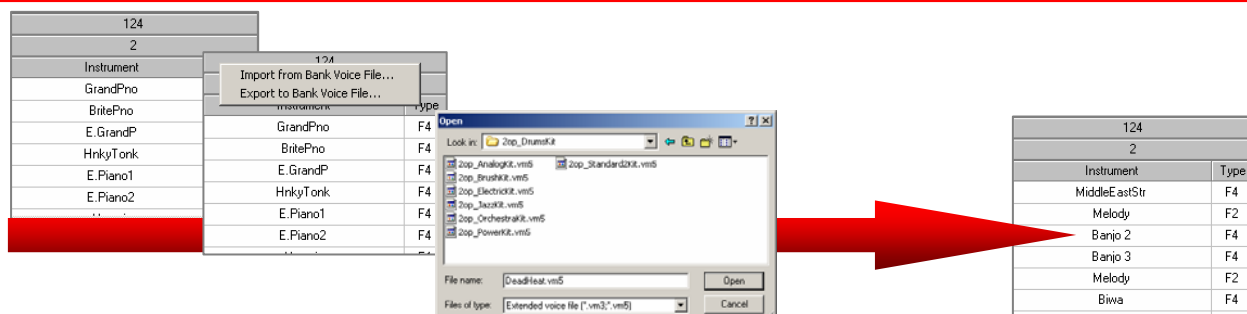 124
2
Instrument
GrandPno
BritePno
E.GrandP
HnkyTonk
E.Piano1
E.Piano2
124
Import from Bank Voice File...
Export to Bank Voice File...
Instrument Type
GrandPno F4
BritePno F4
E.GrandP F4
HnkyTonk F4
E.Piano1 F4
E.Piano2 F4
Open
Look in: 2op_DrumsKit
2op_AnalogKit.vm5 2op_Standard2Kit.vm5
2op_BrushKit.vm5
2op_ElectricKit.vm5
2op_JazzKit.vm5
2op_OrchestraKit.vm5
2op_PowerKit.vm5
File name: DeadHeat.vm5 Open
Files of type: Extended voice file (*.vm3;*.vm5) Cancel
124
2
Instrument Type
MiddleEastStr F4
Melody F2
Banjo 2 F4
Banjo 3 F4
Melody F2
Biwa F4